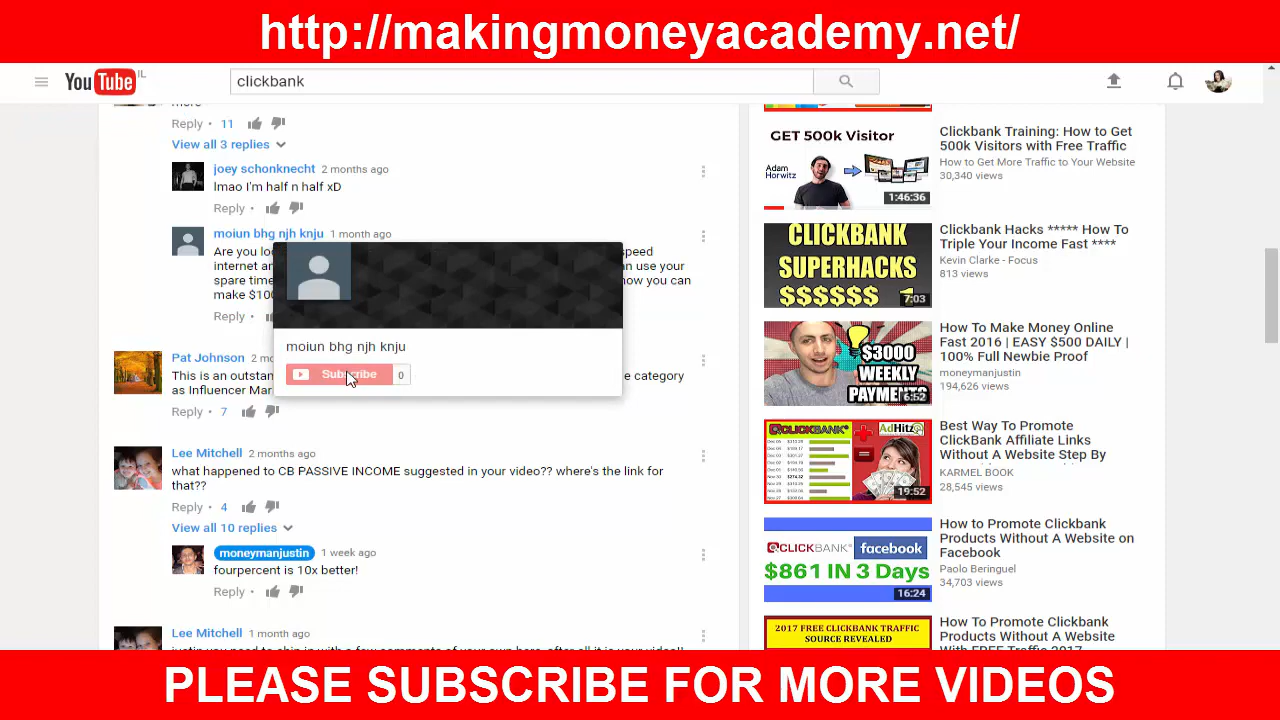 http://makingmoneyacademy.net/
YouTube IL
clickbank
more
Reply · 11
View all 3 replies
joey schonknecht 2 months ago
lmao I'm half n half xD
Reply ·
moiun bhg njh knju 1 month ago
Are you speed
internet an can use your
spare time now you can
make $10
Reply ·
moiun bhg njh knju
Subscribe 0
Pat Johnson 2 mo
This is an outstan e category
as Influencer Mar
Reply · 7
Lee Mitchell 2 months ago
what happened to CB PASSIVE INCOME suggested in your video?? where's the link for
that??
Reply · 4
View all 10 replies
moneymanjustin 1 week ago
fourpercent is 10x better!
Reply ·
Lee Mitchell 1 month ago
GET 500k Visitor
Adam
Horwitz
1:46:36
Clickbank Training: How to Get
500k Visitors with Free Traffic
How to Get More Traffic to Your Website
30,340 views
CLICKBANK
SUPERHACKS
$$$$$$ 1
7:03
Clickbank Hacks ***** How To
Triple Your Income Fast ****
Kevin Clarke - Focus
813 views
$3000
WEEKLY
PAYMENTS
6:52
How To Make Money Online
Fast 2016 | EASY $500 DAILY |
100% Full Newbie Proof
moneymanjustin
194,626 views
CLICKBANK
AdHitz
19:52
Best Way To Promote
ClickBank Affiliate Links
Without A Website Step By
KARMEL BOOK
28,545 views
CLICKBANK facebook
$861 IN 3 Days
16:24
How to Promote Clickbank
Products Without A Website on
Facebook
Paolo Beringuel
34,703 views
2017 FREE CLICKBANK TRAFFIC
SOURCE REVEALED
How To Promote Clickbank
Products Without A Website
With FREE Traffic 2017
PLEASE SUBSCRIBE FOR MORE VIDEOS